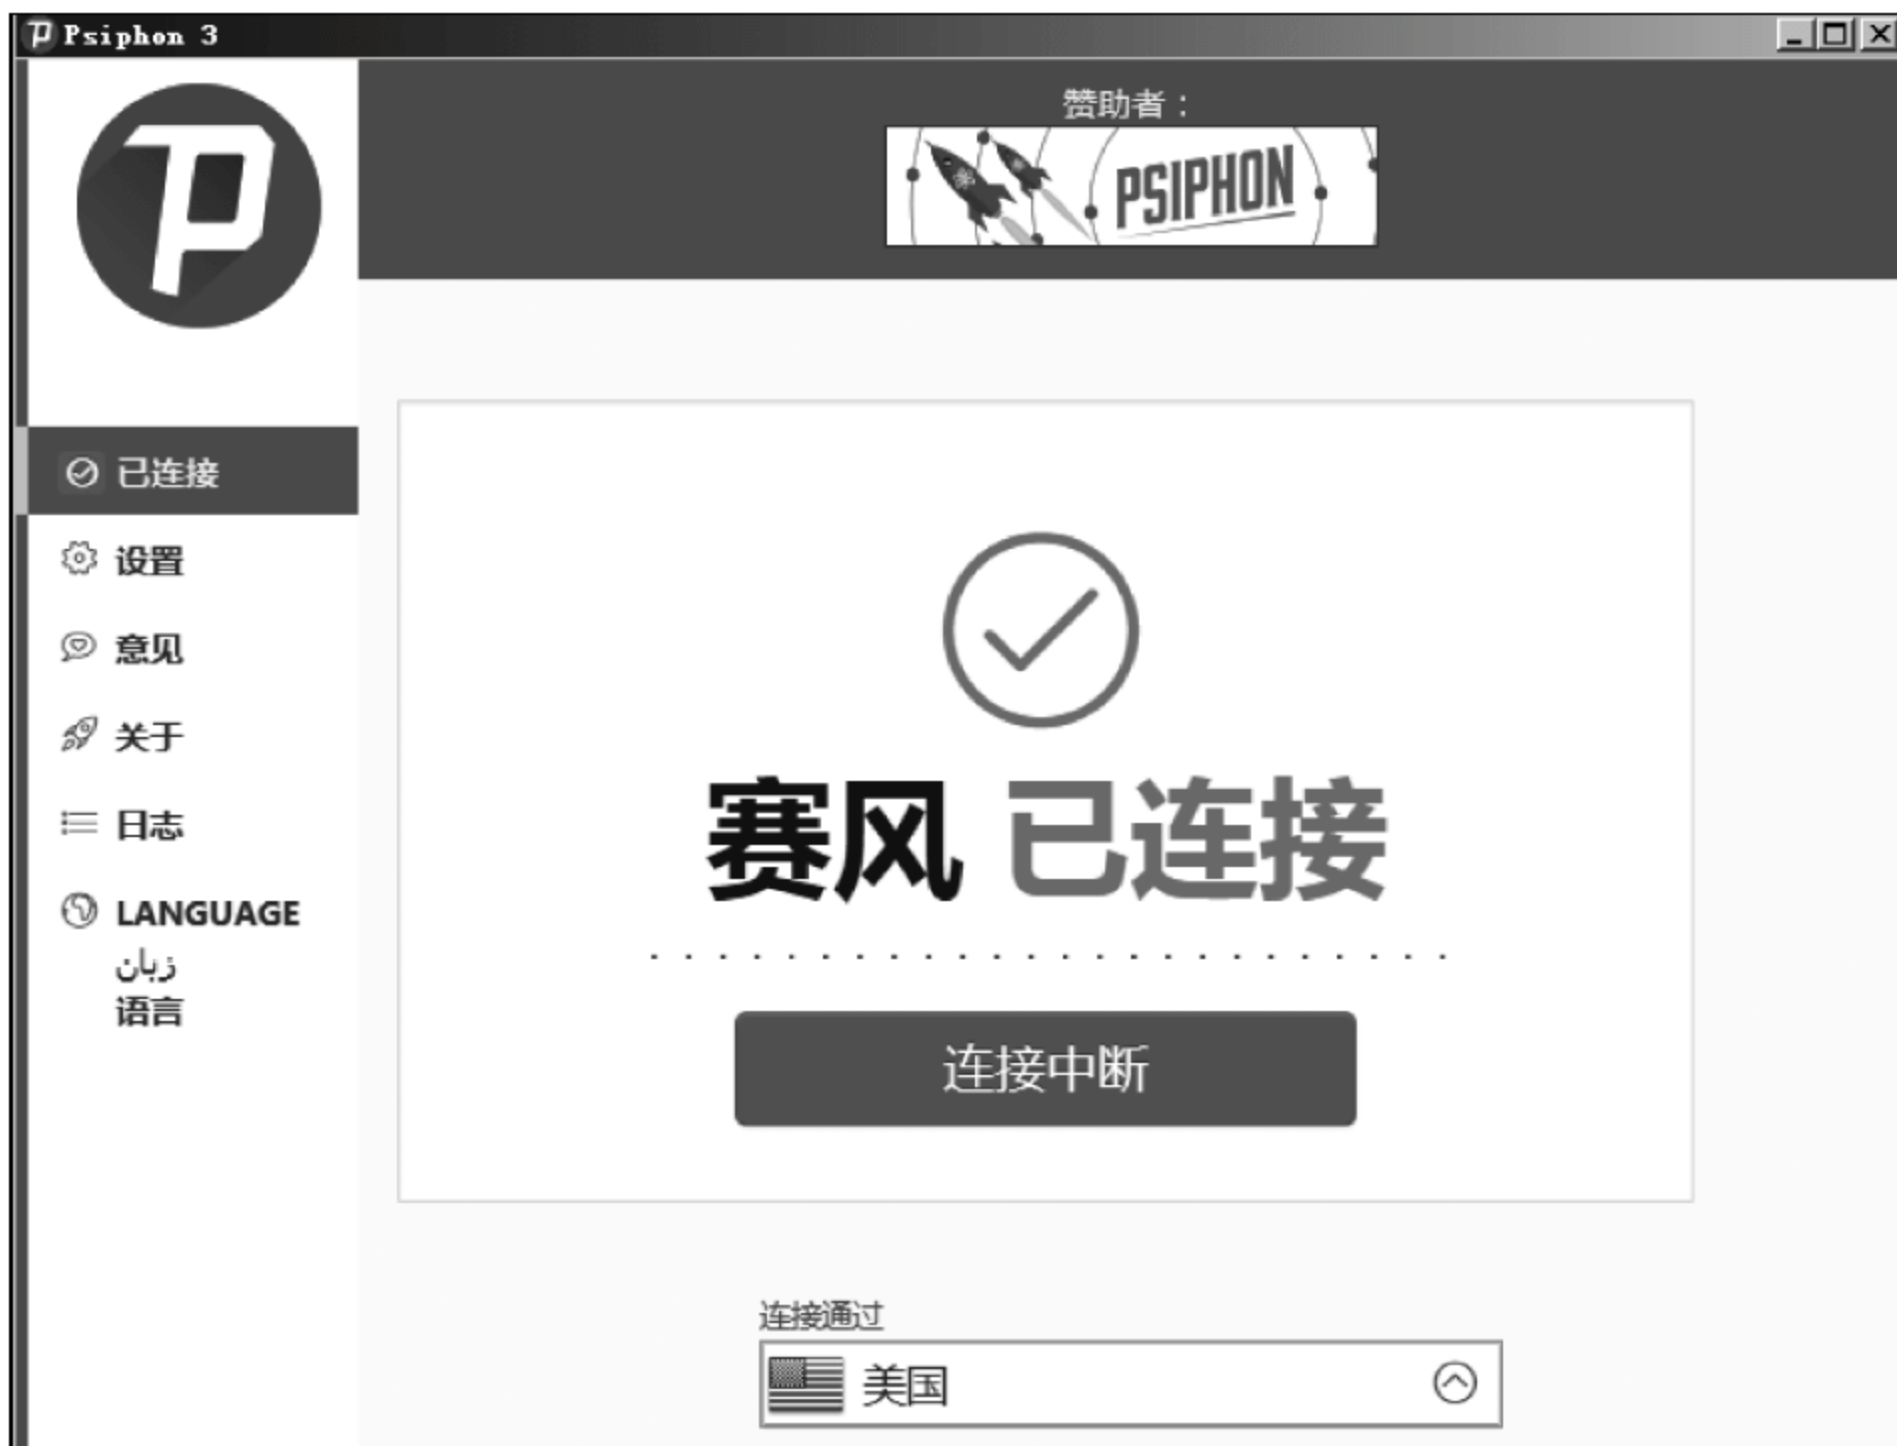 Psiphon 3
赞助者：
PSIPHON
已连接
设置
意见
关于
日志
LANGUAGE
زبان
语言
赛风 已连接
连接中断
连接通过
美国